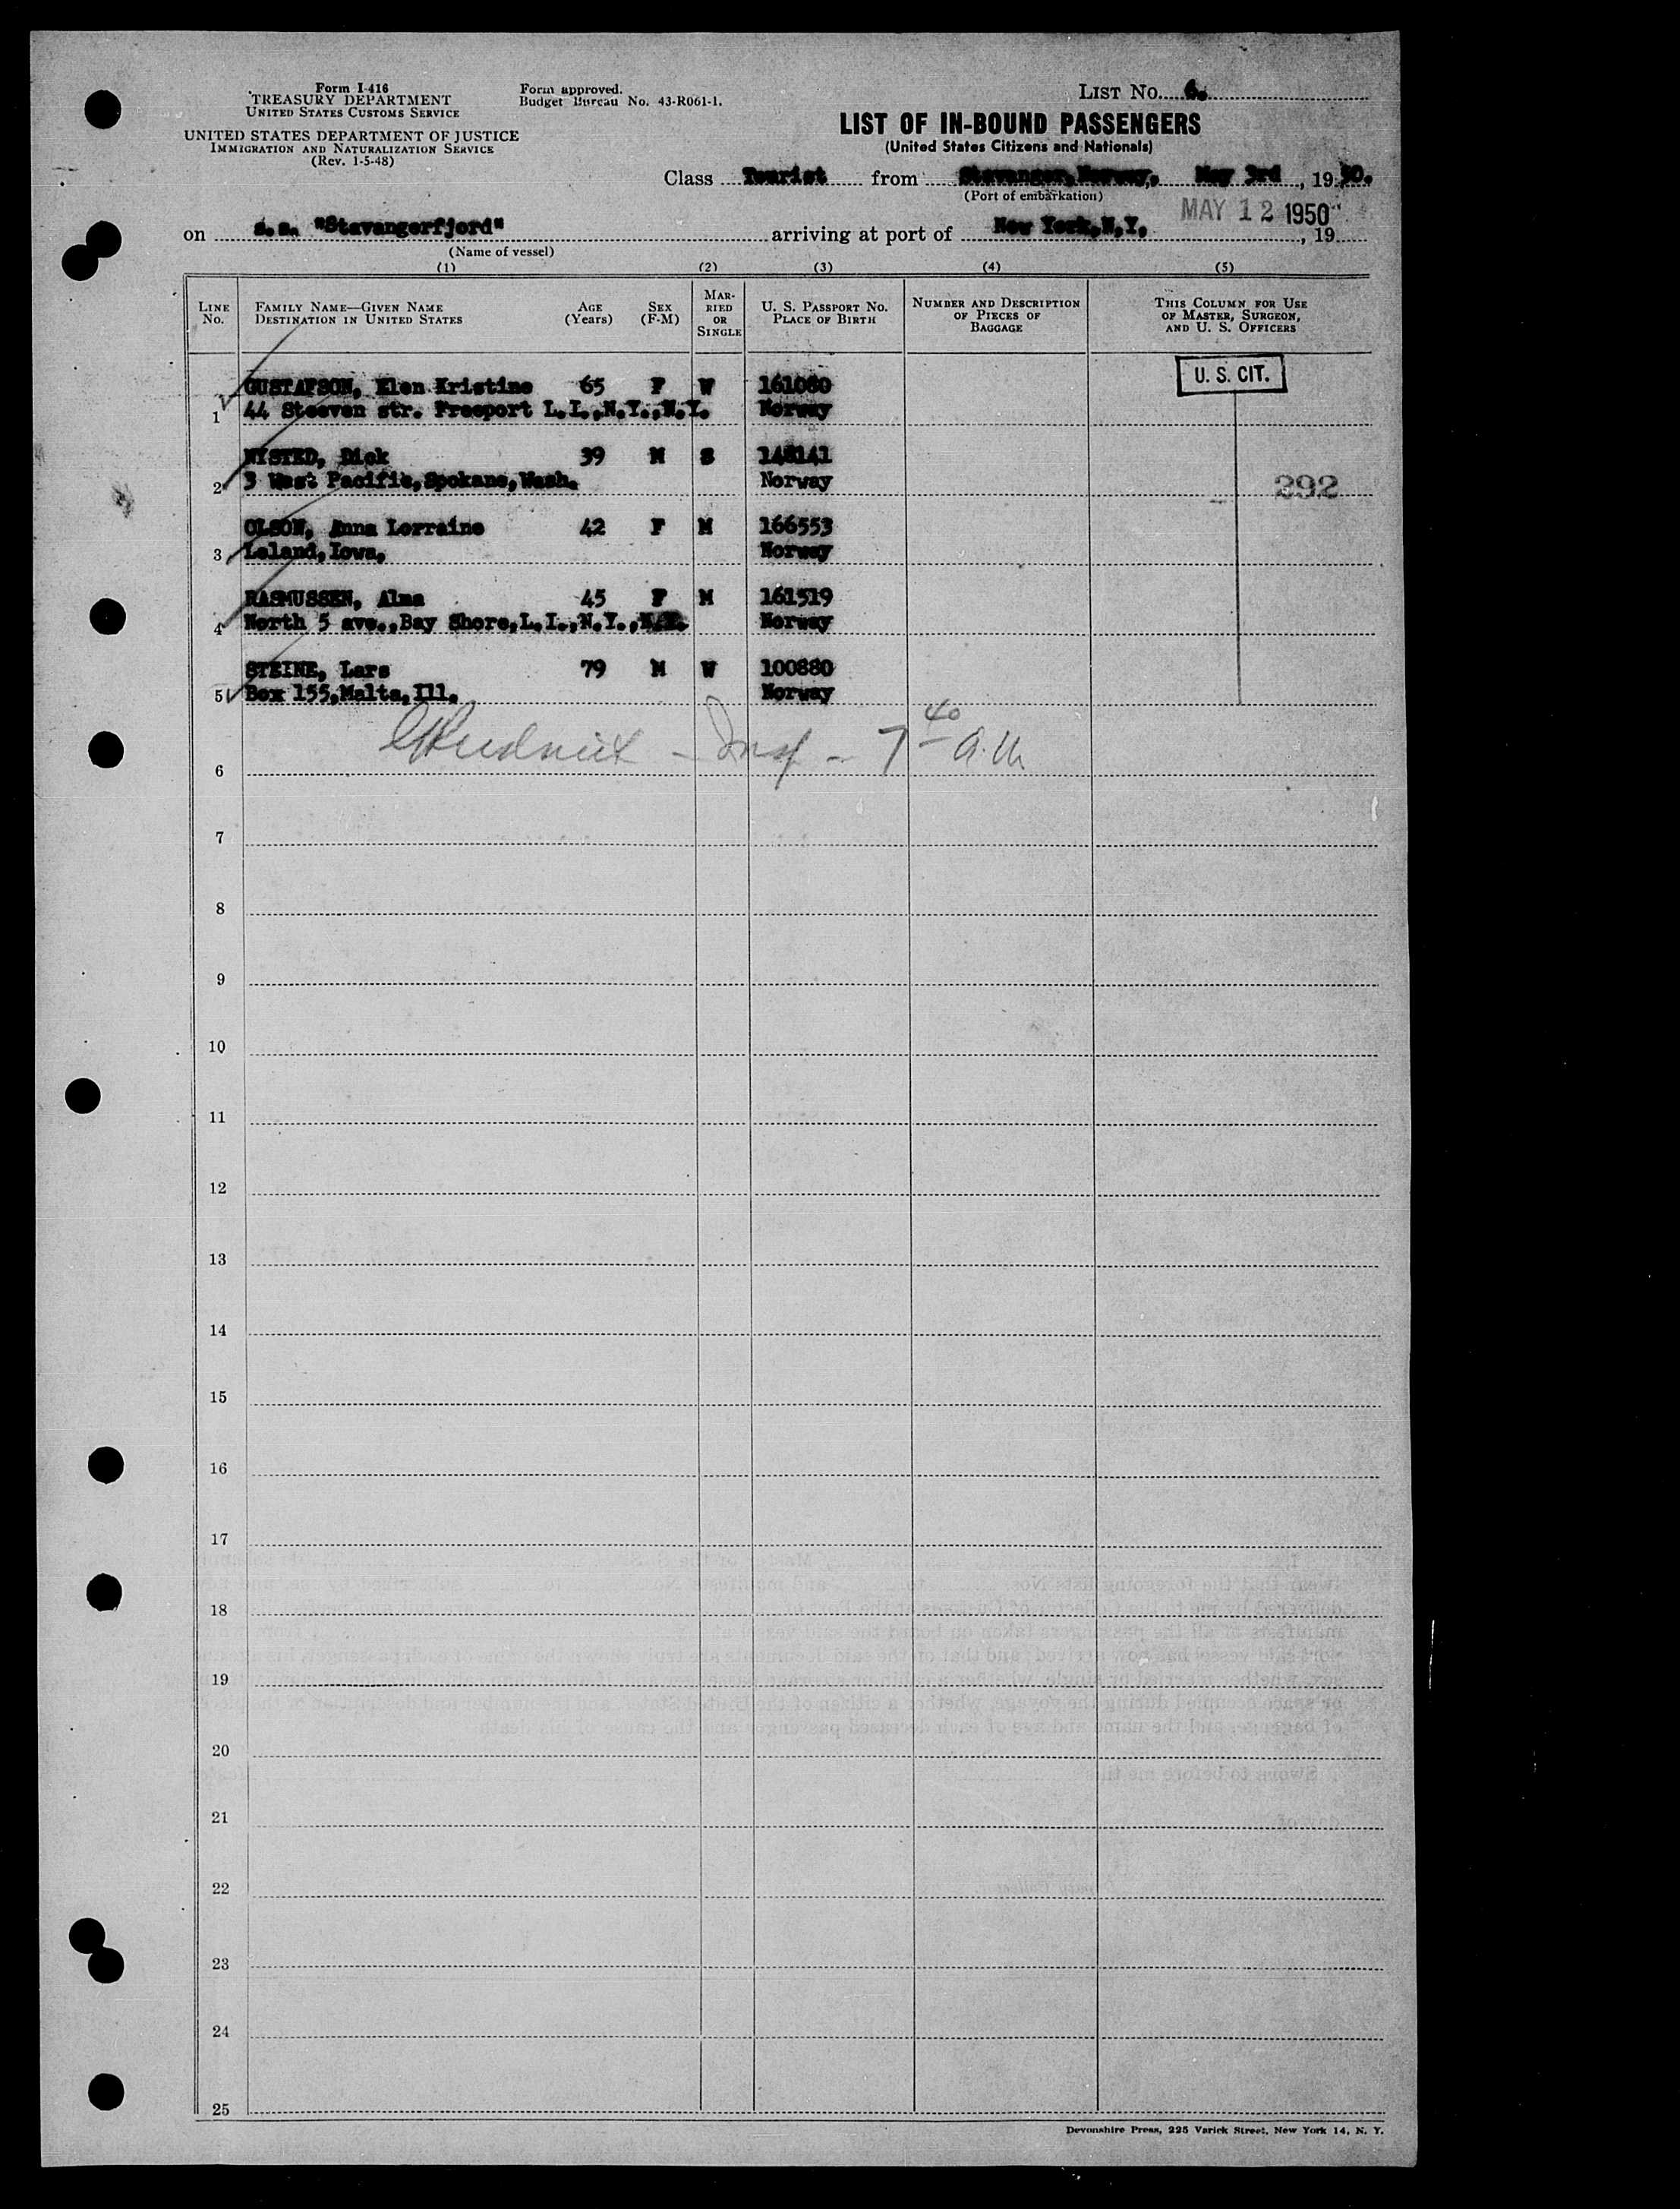 Form I-416
TREASURY DEPARTMENT
UNITED STATES CUSTOMS SERVICE
UNITED STATES DEPARTMENT OF JUSTICE
IMMIGRATION AND NATURALIZATION SERVICE
(Rev. 1-5-48)
Form approved.
Budget Bureau No. 43-R061-1.
LIST No. 6.
LIST OF IN-BOUND PASSENGERS
(United States Citizens and Nationals)
Class Tourist from Stavanger, Norway, May 3rd, 1950.
(Port of embarkation)
MAY 12 1950
on s.s. "Stavangerfjord" arriving at port of New York, N.Y. , 19
(Name of vessel)
(1) (2) (3) (4) (5)
LINE No. FAMILY NAME—GIVEN NAME DESTINATION IN UNITED STATES AGE (Years) SEX (F-M) MARRIED OR SINGLE U. S. PASSPORT NO. PLACE OF BIRTH NUMBER AND DESCRIPTION OF PIECES OF BAGGAGE THIS COLUMN FOR USE OF MASTER, SURGEON, AND U. S. OFFICERS
U. S. CIT.
GUSTAFSON, Elen Kristine 65 F W 161080
1 44 Steeven str. Freeport L.I.,N.Y.,N.Y. Norway
NYSTED, Dick 39 M S 148141
2 3 West Pacific,Spokane,Wash. Norway 292
OLSON, Anna Lorraine 42 F M 166553
3 Leland,Iowa, Norway
RASMUSSEN, Alma 45 F M 161519
4 North 5 ave.,Bay Shore,L.I.,N.Y., Norway
STEINE, Lars 79 M W 100880
5 Box 155,Malta,Ill. Norway
- Insp - 7 40 a.m
6
7
8
9
10
11
12
13
14
15
16
17
18
19
20
21
22
23
24
25
Devonshire Press, 225 Varick Street, New York 14, N. Y.